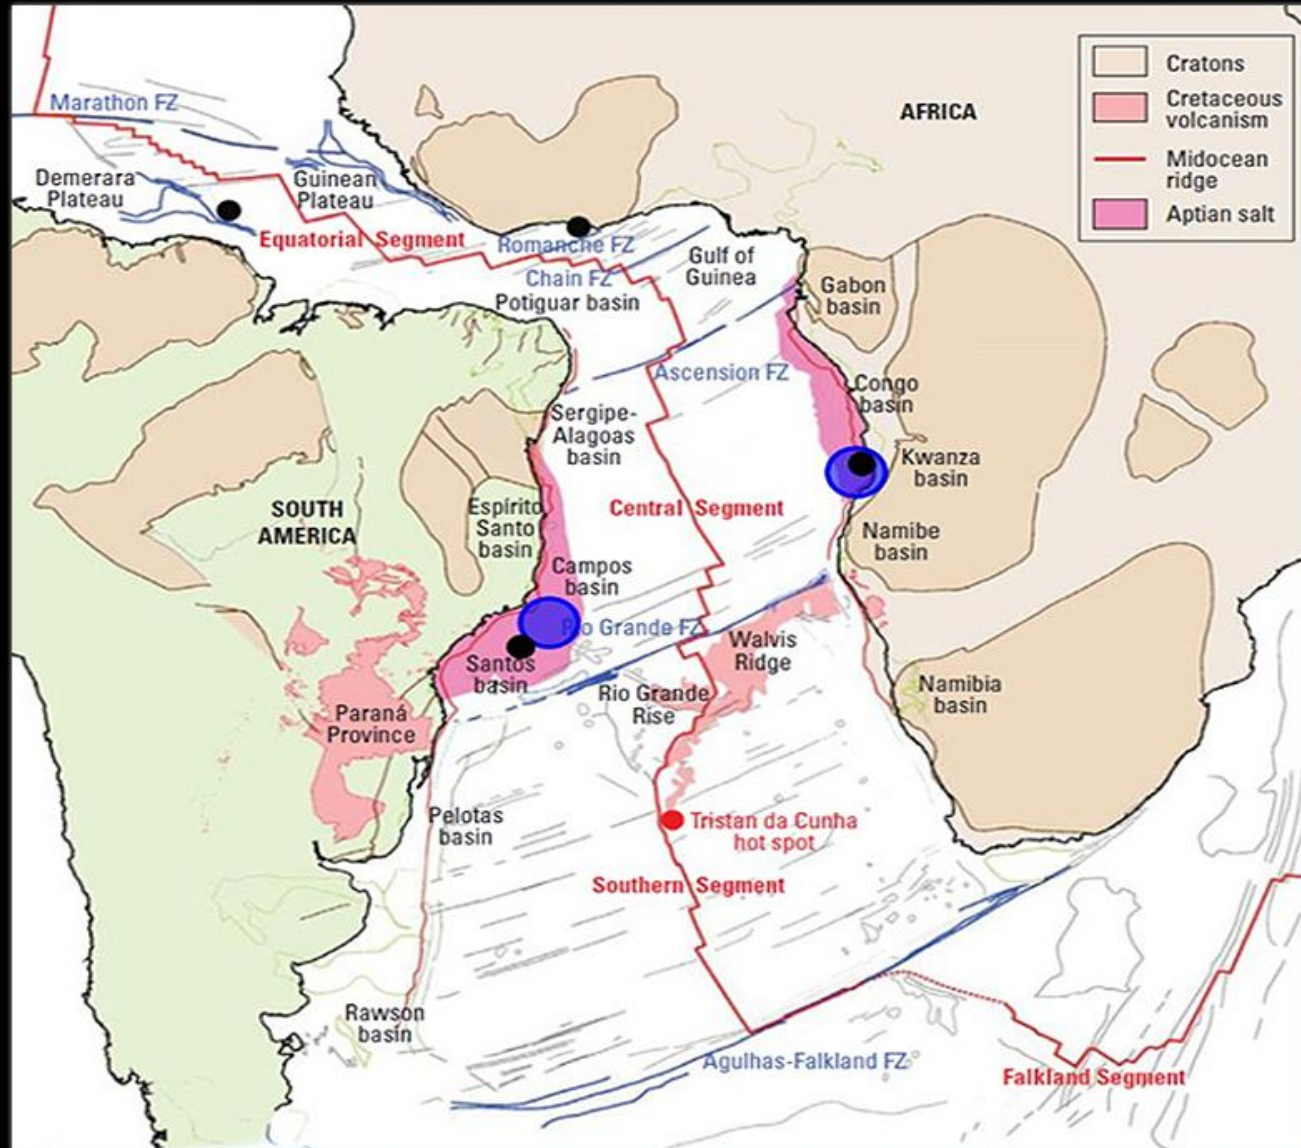 Cratons
Cretaceous
volcanism
Midocean
ridge
Aptian salt
AFRICA
Marathon FZ
Demerara
Plateau
Guinean
Plateau
Equatorial Segment
Romanche FZ
Chain FZ
Potiguar basin
Gulf of
Guinea
Gabon
basin
Ascension FZ
Congo
basin
Sergipe-
Alagoas
basin
Kwanza
basin
SOUTH
AMERICA
Espírito
Santo
basin
Central Segment
Namibe
basin
Campos
basin
Rio Grande FZ
Walvis
Ridge
Santos
basin
Rio Grande
Rise
Namibia
basin
Paraná
Province
Pelotas
basin
Tristan da Cunha
hot spot
Southern Segment
Rawson
basin
Agulhas-Falkland FZ
Falkland Segment